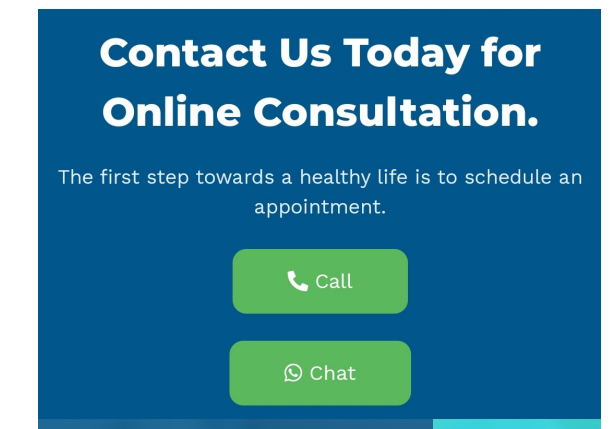 Contact Us Today for
Online Consultation.
The first step towards a healthy life is to schedule an
appointment.
Call
Chat